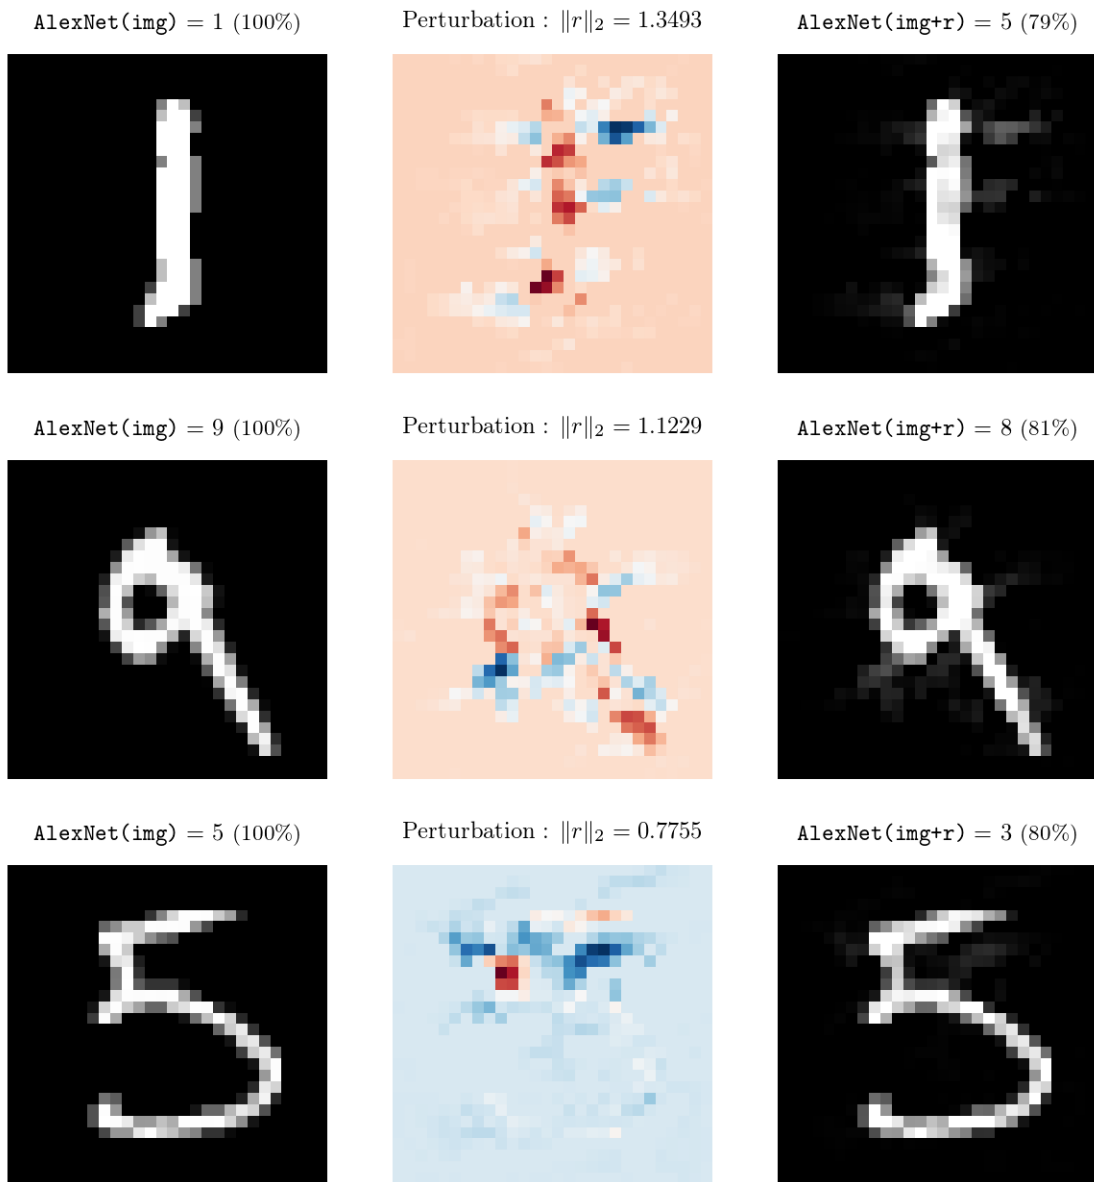 AlexNet(img) = 1 (100%)
Perturbation : ‖r‖₂ = 1.3493
AlexNet(img+r) = 5 (79%)
AlexNet(img) = 9 (100%)
Perturbation : ‖r‖₂ = 1.1229
AlexNet(img+r) = 8 (81%)
AlexNet(img) = 5 (100%)
Perturbation : ‖r‖₂ = 0.7755
AlexNet(img+r) = 3 (80%)